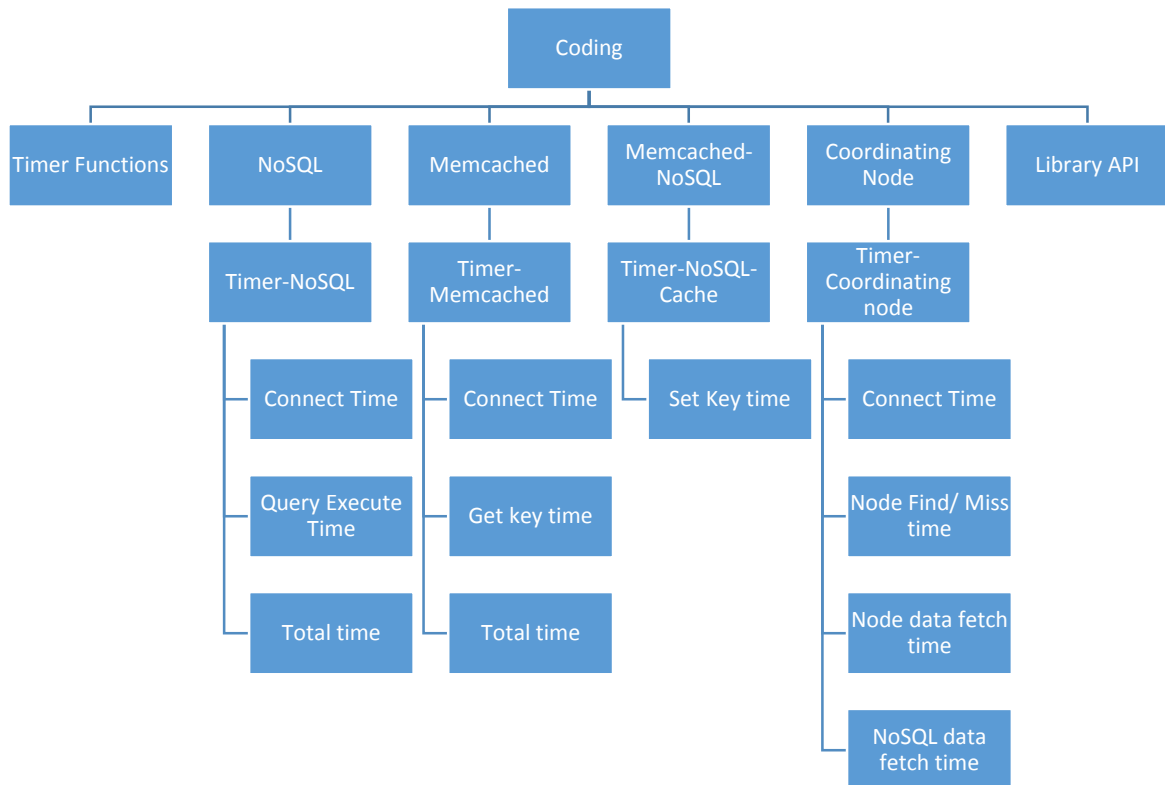 Coding
Timer Functions
NoSQL
Memcached
Memcached-
NoSQL
Coordinating
Node
Library API
Timer-NoSQL
Timer-
Memcached
Timer-NoSQL-
Cache
Timer-
Coordinating
node
Connect Time
Connect Time
Set Key time
Connect Time
Query Execute
Time
Get key time
Node Find/ Miss
time
Total time
Total time
Node data fetch
time
NoSQL data
fetch time